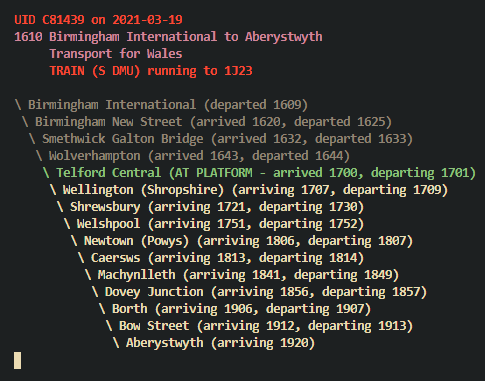 UID C81439 on 2021-03-19
1610 Birmingham International to Aberystwyth
Transport for Wales
TRAIN (S DMU) running to 1J23
\ Birmingham International (departed 1609)
\ Birmingham New Street (arrived 1620, departed 1625)
\ Smethwick Galton Bridge (arrived 1632, departed 1633)
\ Wolverhampton (arrived 1643, departed 1644)
\ Telford Central (AT PLATFORM - arrived 1700, departing 1701)
\ Wellington (Shropshire) (arriving 1707, departing 1709)
\ Shrewsbury (arriving 1721, departing 1730)
\ Welshpool (arriving 1751, departing 1752)
\ Newtown (Powys) (arriving 1806, departing 1807)
\ Caersws (arriving 1813, departing 1814)
\ Machynlleth (arriving 1841, departing 1849)
\ Dovey Junction (arriving 1856, departing 1857)
\ Borth (arriving 1906, departing 1907)
\ Bow Street (arriving 1912, departing 1913)
\ Aberystwyth (arriving 1920)